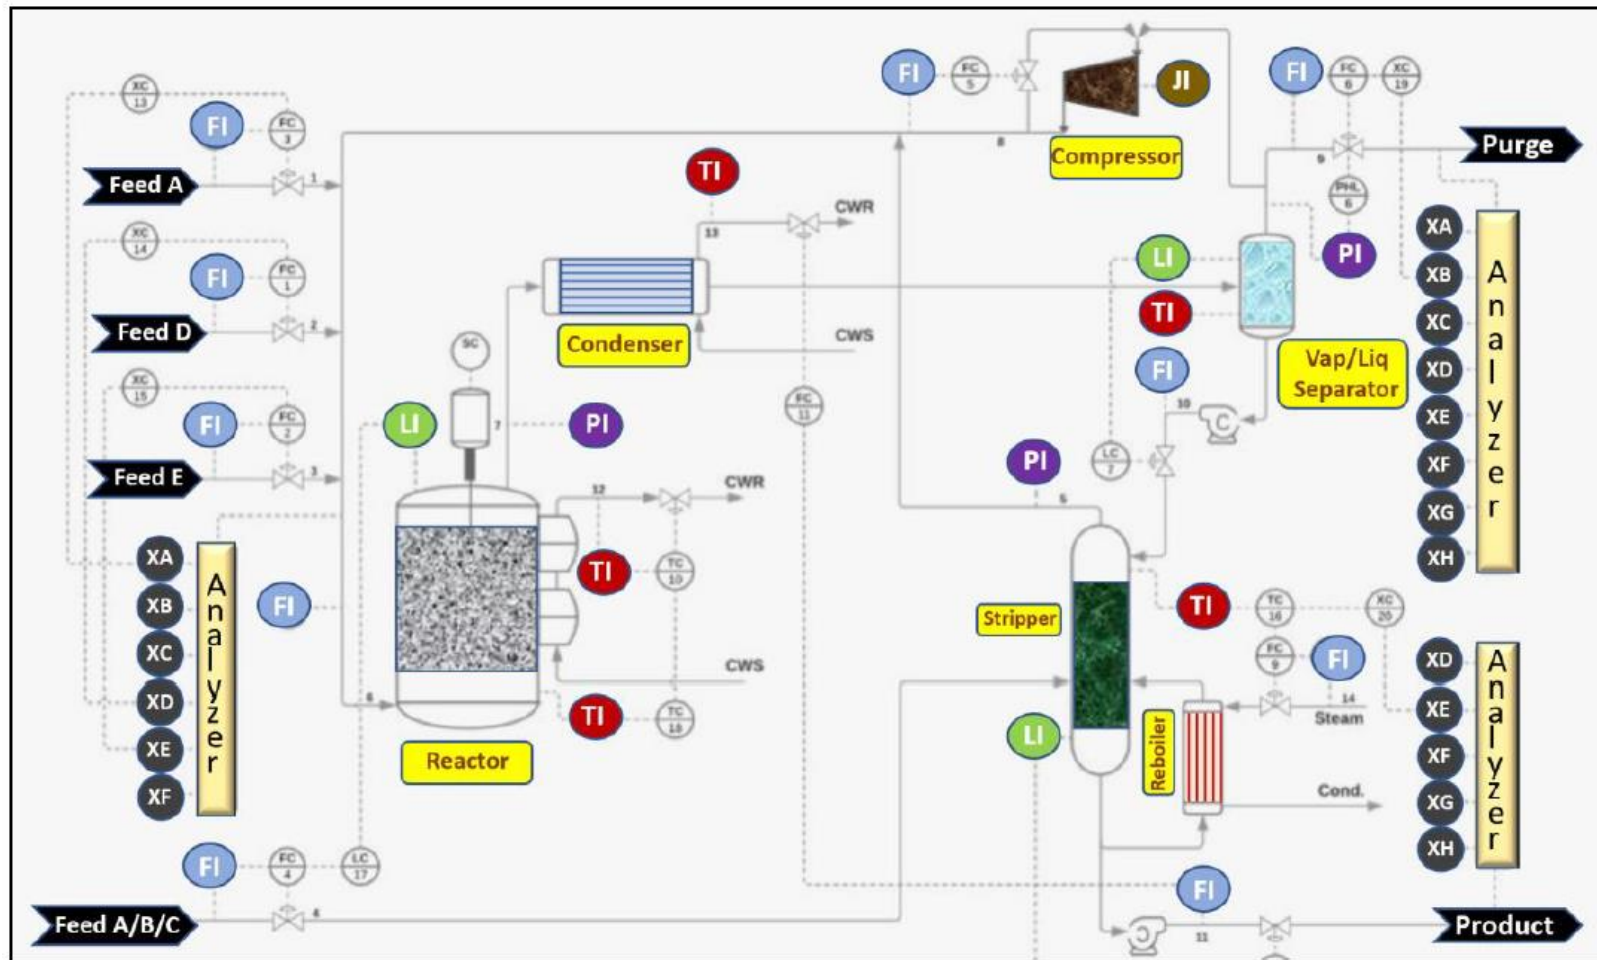 FI
FC
5
JI
FI
FC
6
XC
19
XC
13
FI
FC
3
Feed A
1
8
Compressor
9
Purge
TI
PHL
6
CWR
13
XA
XB
XC
XD
XE
XF
XG
XH
Analyzer
XC
14
FI
FC
1
Feed D
2
LI
PI
TI
Condenser
CWS
Vap/Liq
Separator
SC
XC
15
FI
FC
2
Feed E
3
LI
7
PI
FC
11
FI
10
C
LC
7
PI
5
12
CWR
TI
TC
10
XA
XB
XC
XD
XE
XF
Analyzer
FI
Stripper
TI
TC
16
XC
20
FC
9
FI
14
Steam
CWS
6
TI
TC
18
Reactor
LI
Reboiler
Cond.
XD
XE
XF
XG
XH
Analyzer
FI
FC
4
LC
17
Feed A/B/C
4
FI
C
11
Product